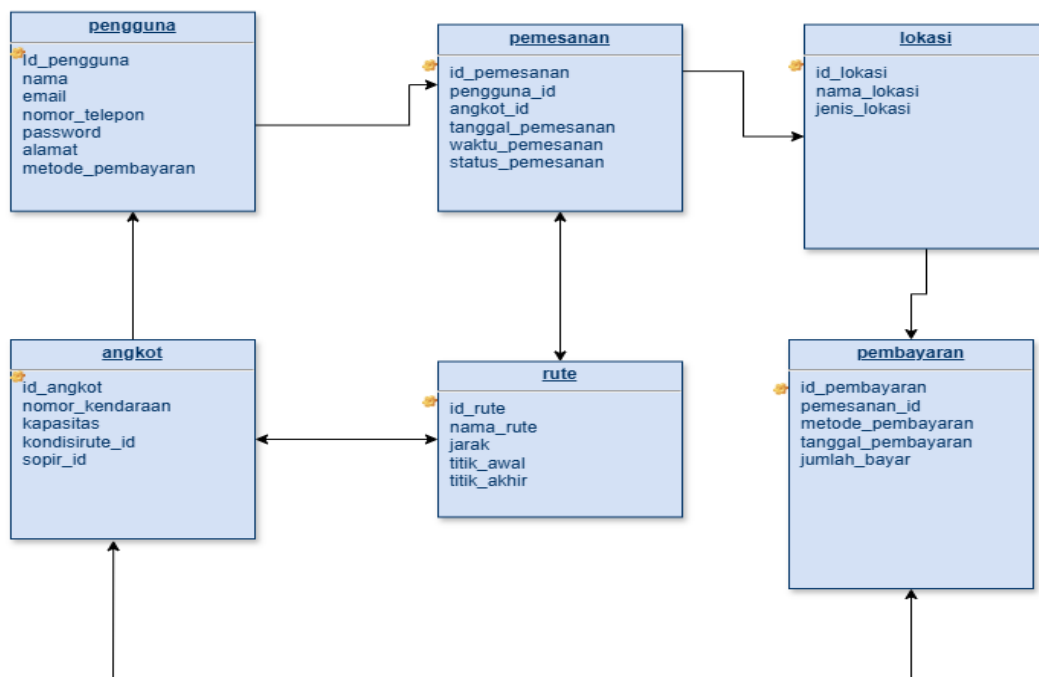 pengguna
Id_pengguna
nama
email
nomor_telepon
password
alamat
metode_pembayaran
pemesanan
id_pemesanan
pengguna_id
angkot_id
tanggal_pemesanan
waktu_pemesanan
status_pemesanan
lokasi
id_lokasi
nama_lokasi
jenis_lokasi
angkot
id_angkot
nomor_kendaraan
kapasitas
kondisirute_id
sopir_id
rute
id_rute
nama_rute
jarak
titik_awal
titik_akhir
pembayaran
id_pembayaran
pemesanan_id
metode_pembayaran
tanggal_pembayaran
jumlah_bayar